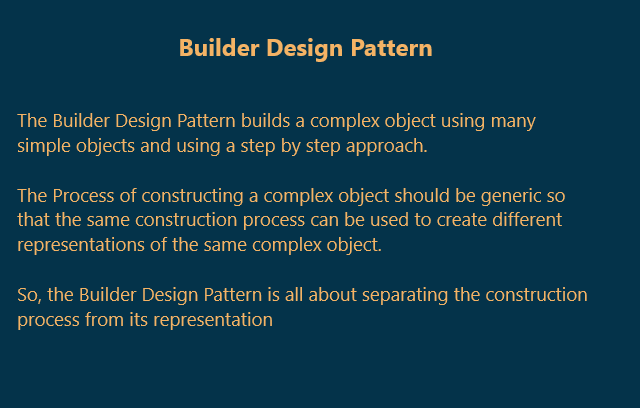 Builder Design Pattern
The Builder Design Pattern builds a complex object using many
simple objects and using a step by step approach.
The Process of constructing a complex object should be generic so
that the same construction process can be used to create different
representations of the same complex object.
So, the Builder Design Pattern is all about separating the construction
process from its representation